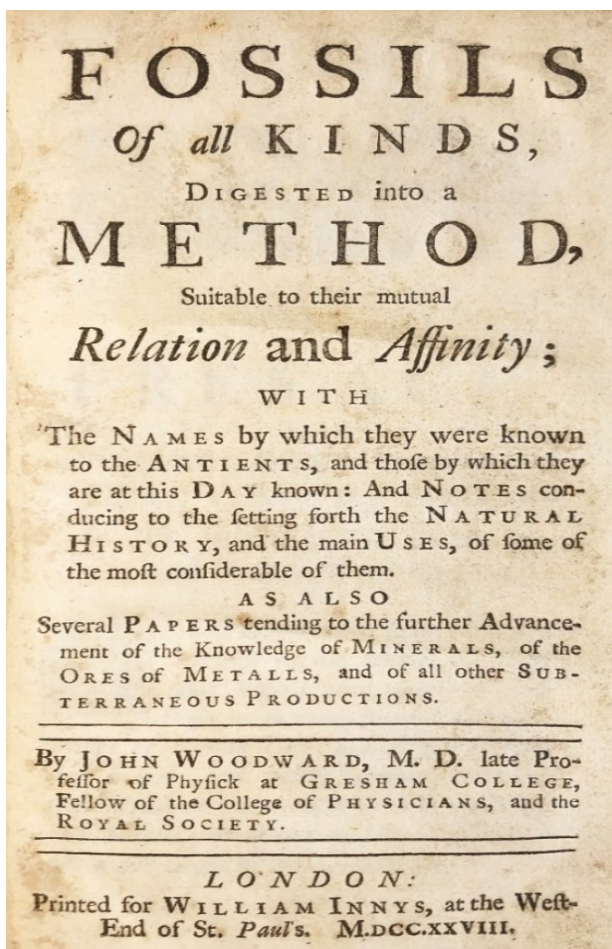 FOSSILS
Of all KINDS,
DIGESTED into a
METHOD,
Suitable to their mutual
Relation and Affinity;
WITH
The NAMES by which they were known
to the ANTIENTS, and thoſe by which they
are at this DAY known: And NOTES con-
ducing to the ſetting forth the NATURAL
HISTORY, and the main USES, of ſome of
the moſt conſiderable of them.
AS ALSO
Several PAPERS tending to the further Advance-
ment of the Knowledge of MINERALS, of the
ORES of METALLS, and of all other SUB-
TERRANEOUS PRODUCTIONS.
By JOHN WOODWARD, M. D. late Pro-
feſſor of Phyſick at GRESHAM COLLEGE,
Fellow of the College of PHYSICIANS, and the
ROYAL SOCIETY.
LONDON:
Printed for WILLIAM INNYS, at the Weſt-
End of St. Paul's. M.DCC.XXVIII.